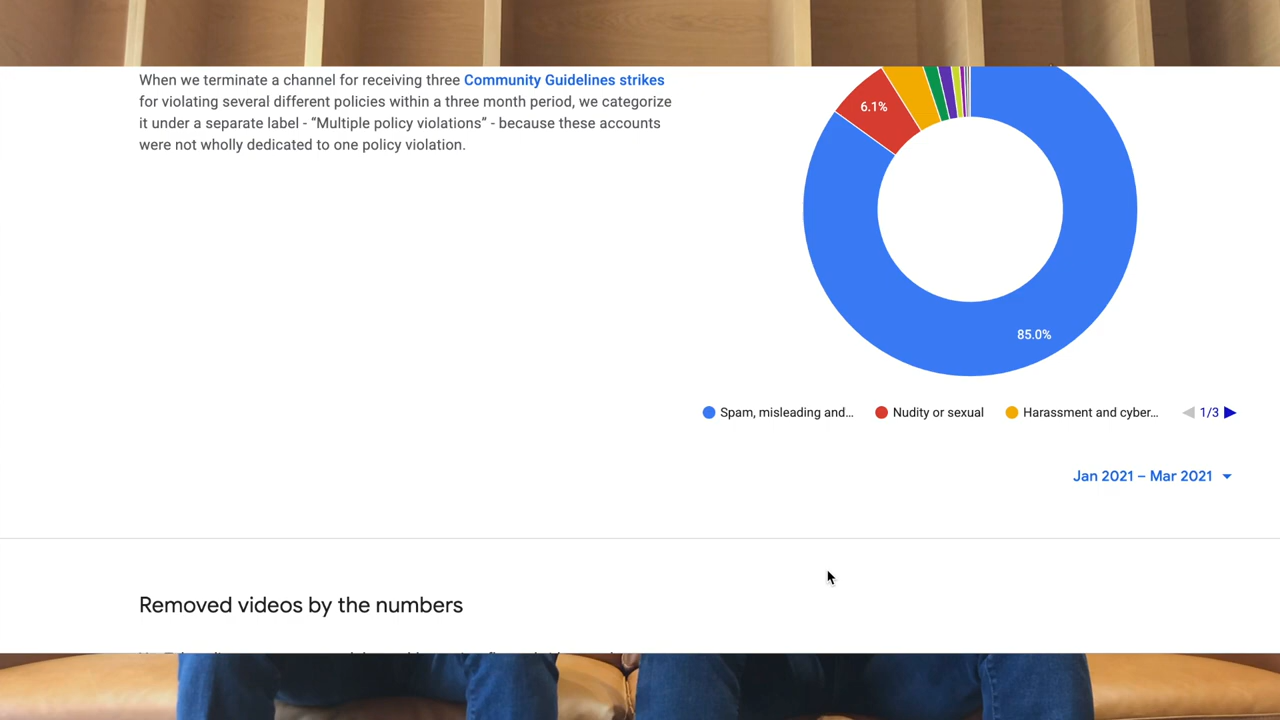 When we terminate a channel for receiving three Community Guidelines strikes
for violating several different policies within a three month period, we categorize
it under a separate label - “Multiple policy violations” - because these accounts
were not wholly dedicated to one policy violation.
6.1%
85.0%
Spam, misleading and…
Nudity or sexual
Harassment and cyber…
1/3
Jan 2021 – Mar 2021
Removed videos by the numbers